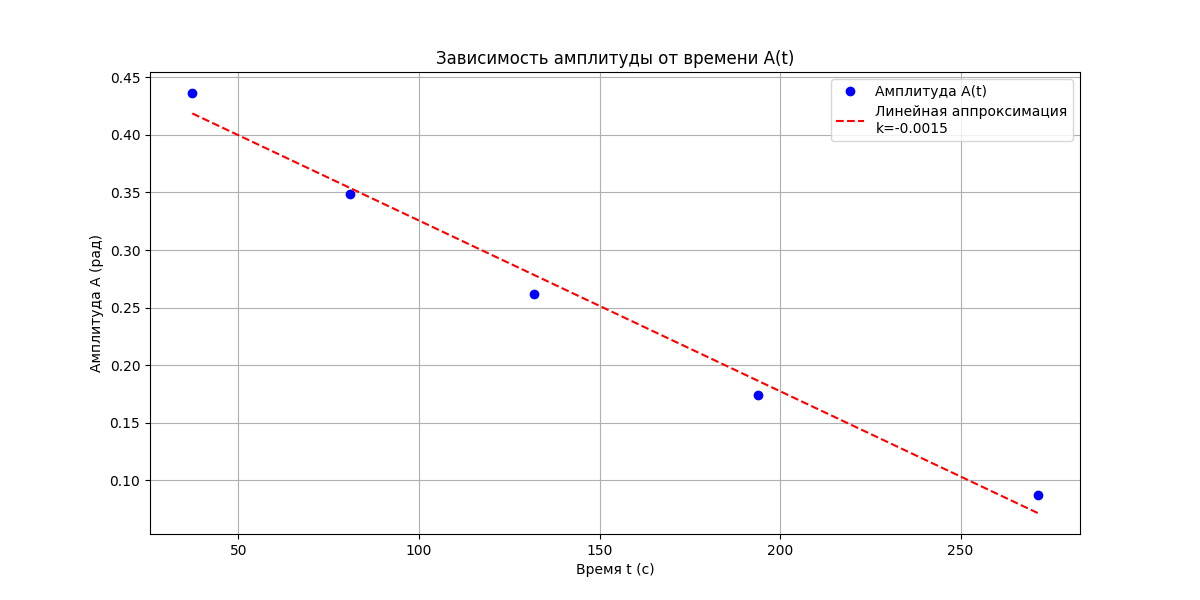 Зависимость амплитуды от времени A(t)
Амплитуда A(t)
Линейная аппроксимация
k=-0.0015
Амплитуда A (рад)
0.45
0.40
0.35
0.30
0.25
0.20
0.15
0.10
50 100 150 200 250
Время t (с)